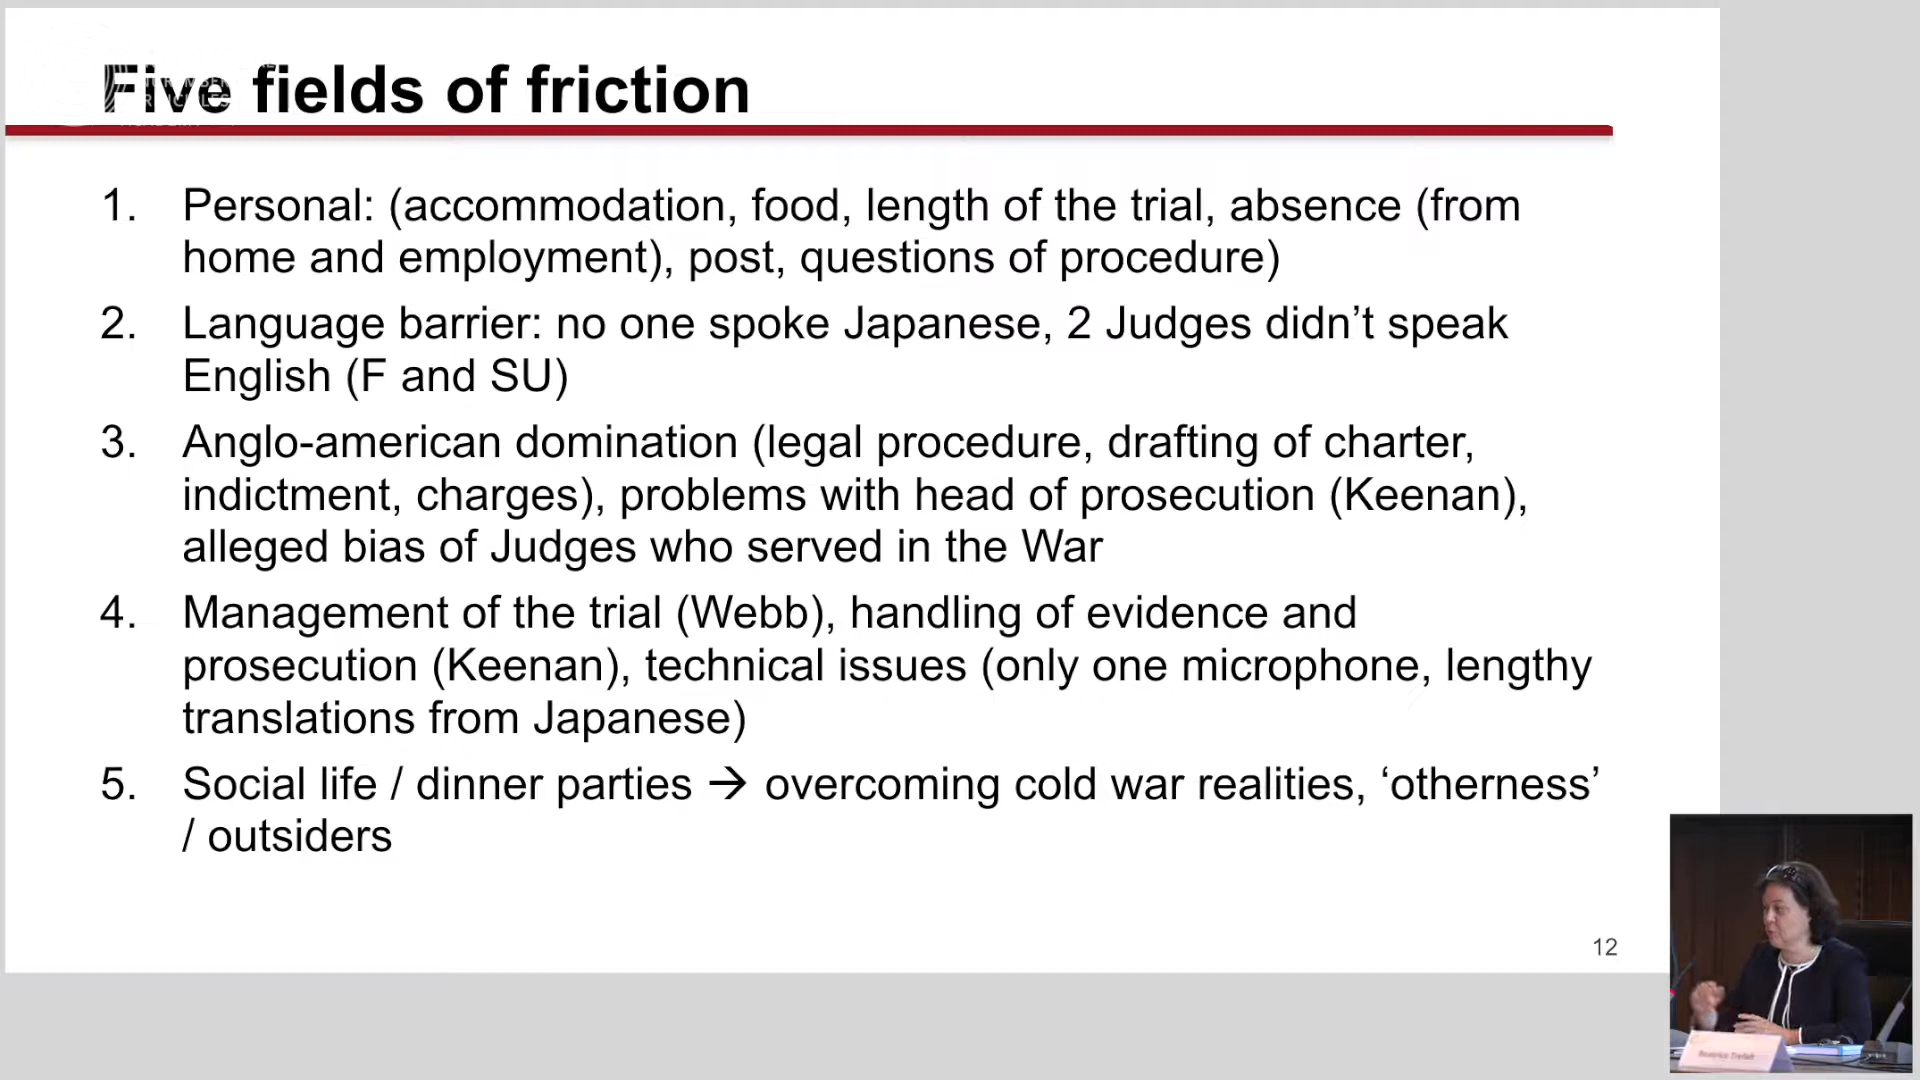 Five fields of friction
1. Personal: (accommodation, food, length of the trial, absence (from
home and employment), post, questions of procedure)
2. Language barrier: no one spoke Japanese, 2 Judges didn’t speak
English (F and SU)
3. Anglo-american domination (legal procedure, drafting of charter,
indictment, charges), problems with head of prosecution (Keenan),
alleged bias of Judges who served in the War
4. Management of the trial (Webb), handling of evidence and
prosecution (Keenan), technical issues (only one microphone, lengthy
translations from Japanese)
5. Social life / dinner parties → overcoming cold war realities, ‘otherness’
/ outsiders
12